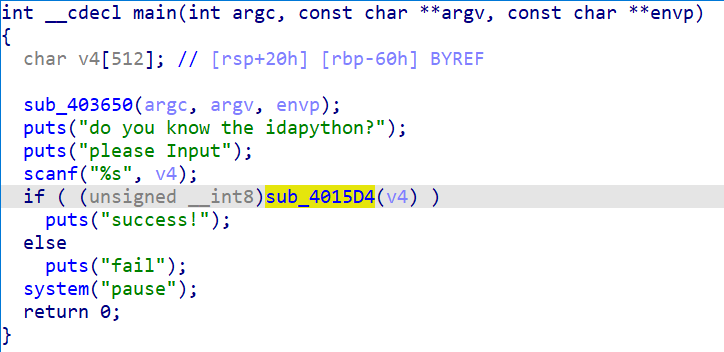 int __cdecl main(int argc, const char **argv, const char **envp)
{
  char v4[512]; // [rsp+20h] [rbp-60h] BYREF

  sub_403650(argc, argv, envp);
  puts("do you know the idapython?");
  puts("please Input");
  scanf("%s", v4);
  if ( (unsigned __int8)sub_4015D4(v4) )
    puts("success!");
  else
    puts("fail");
  system("pause");
  return 0;
}